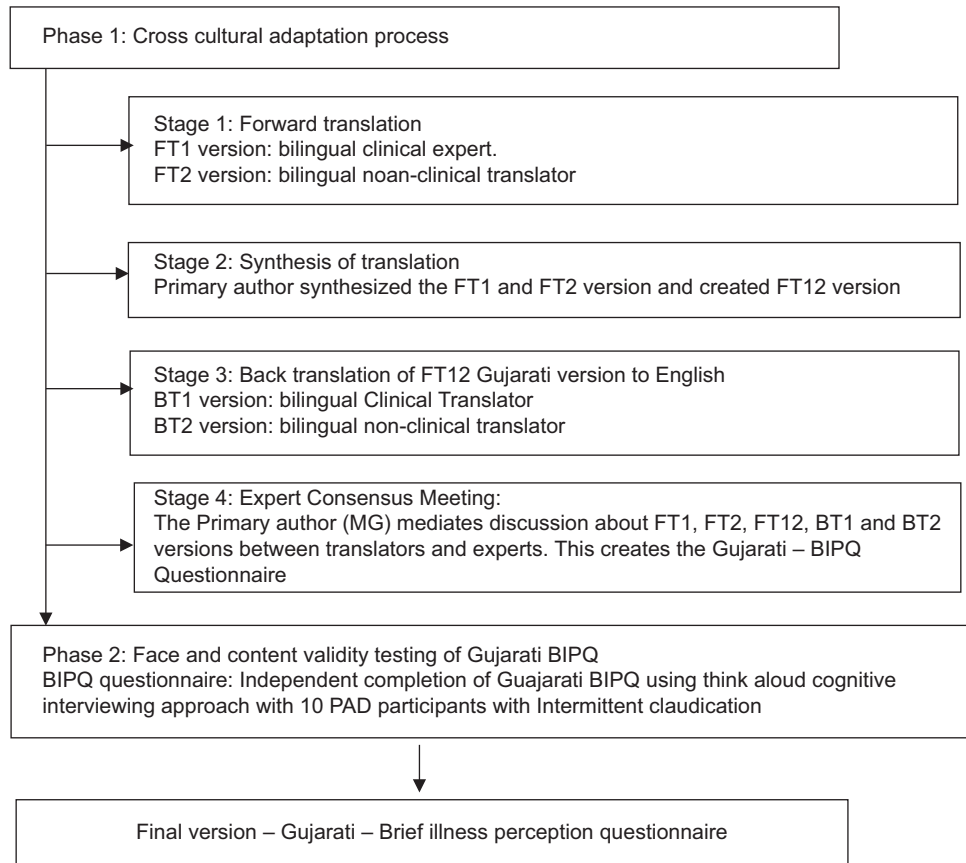 Phase 1: Cross cultural adaptation process
Stage 1: Forward translation
FT1 version: bilingual clinical expert.
FT2 version: bilingual noan-clinical translator
Stage 2: Synthesis of translation
Primary author synthesized the FT1 and FT2 version and created FT12 version
Stage 3: Back translation of FT12 Gujarati version to English
BT1 version: bilingual Clinical Translator
BT2 version: bilingual non-clinical translator
Stage 4: Expert Consensus Meeting:
The Primary author (MG) mediates discussion about FT1, FT2, FT12, BT1 and BT2
versions between translators and experts. This creates the Gujarati – BIPQ
Questionnaire
Phase 2: Face and content validity testing of Gujarati BIPQ
BIPQ questionnaire: Independent completion of Guajarati BIPQ using think aloud cognitive
interviewing approach with 10 PAD participants with Intermittent claudication
Final version – Gujarati – Brief illness perception questionnaire